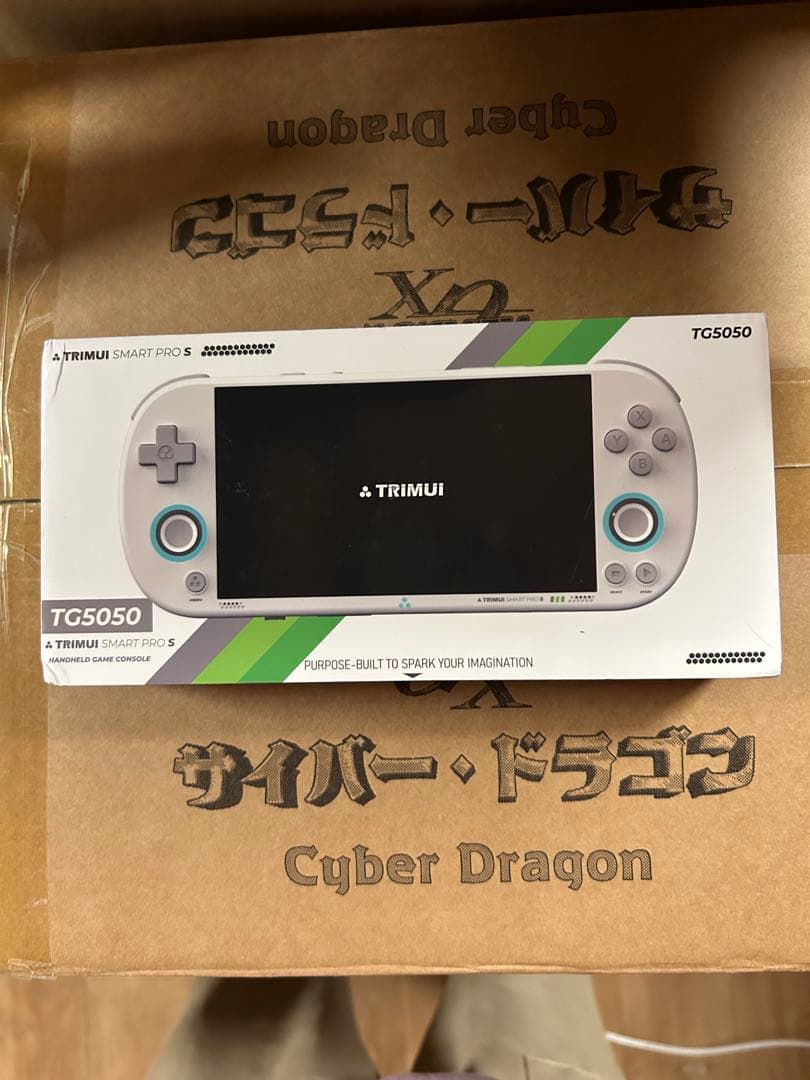 Cyber Dragon
サイバー・ドラゴン
TRIMUI SMART PRO S
TG5050
X
Y
A
B
TRIMUI
TRIMUI SMART PRO S
TG5050
TRIMUI SMART PRO S
HANDHELD GAME CONSOLE
PURPOSE-BUILT TO SPARK YOUR IMAGINATION
サイバー・ドラゴン
Cyber Dragon